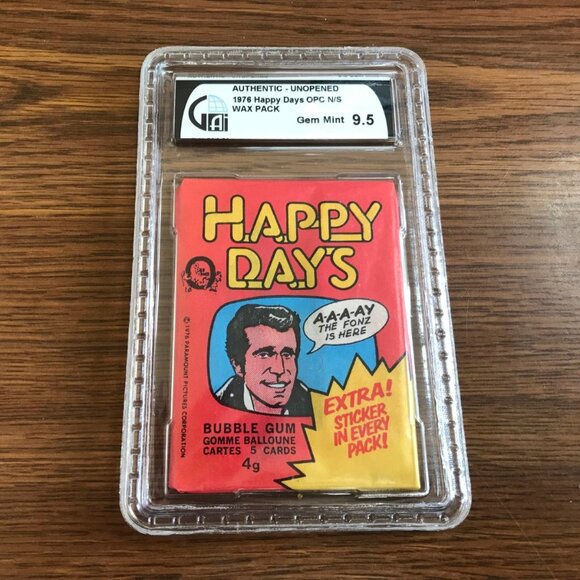 AUTHENTIC - UNOPENED
1976 Happy Days OPC N/S
WAX PACK
Gem Mint 9.5
GAI
HAPPY
DAYS
A-A-A-AY
THE FONZ
IS HERE
© 1976 PARAMOUNT PICTURES CORPORATION
EXTRA!
STICKER
IN EVERY
PACK!
BUBBLE GUM
GOMME BALLOUNE
CARTES 5 CARDS
4g